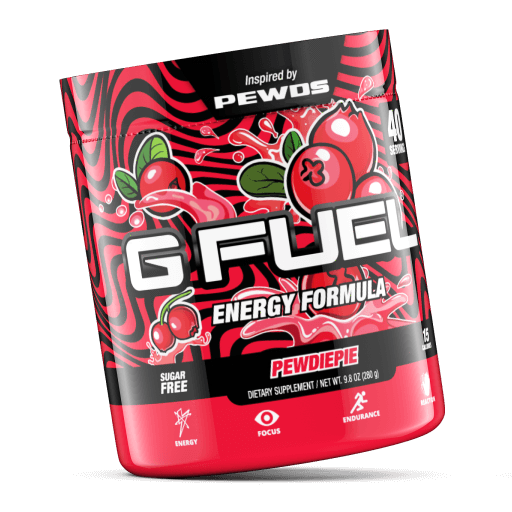 Inspired by
PEWDS
40
G FUEL
ENERGY FORMULA
PEWDIEPIE
SUGAR
FREE
DIETARY SUPPLEMENT / NET WT. 9.8 OZ (280 g)
15
ENERGY
FOCUS
ENDURANCE